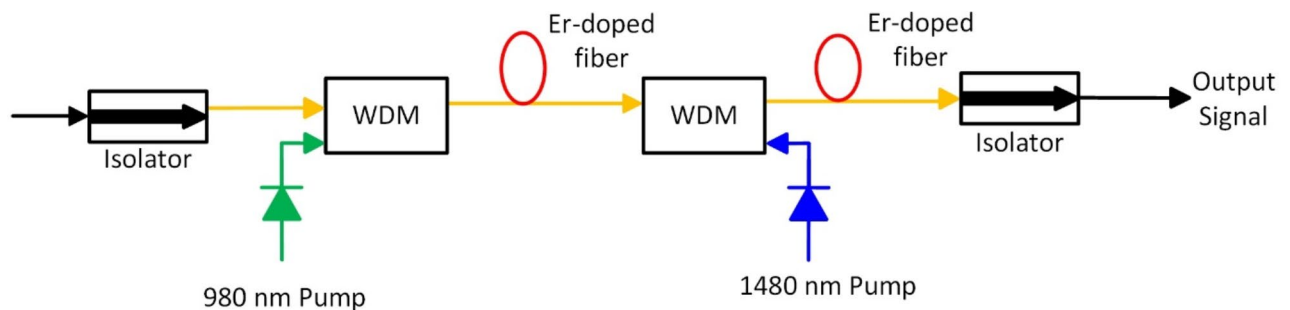 Er-doped
fiber
Er-doped
fiber
WDM
WDM
Output
Signal
Isolator
Isolator
980 nm Pump
1480 nm Pump